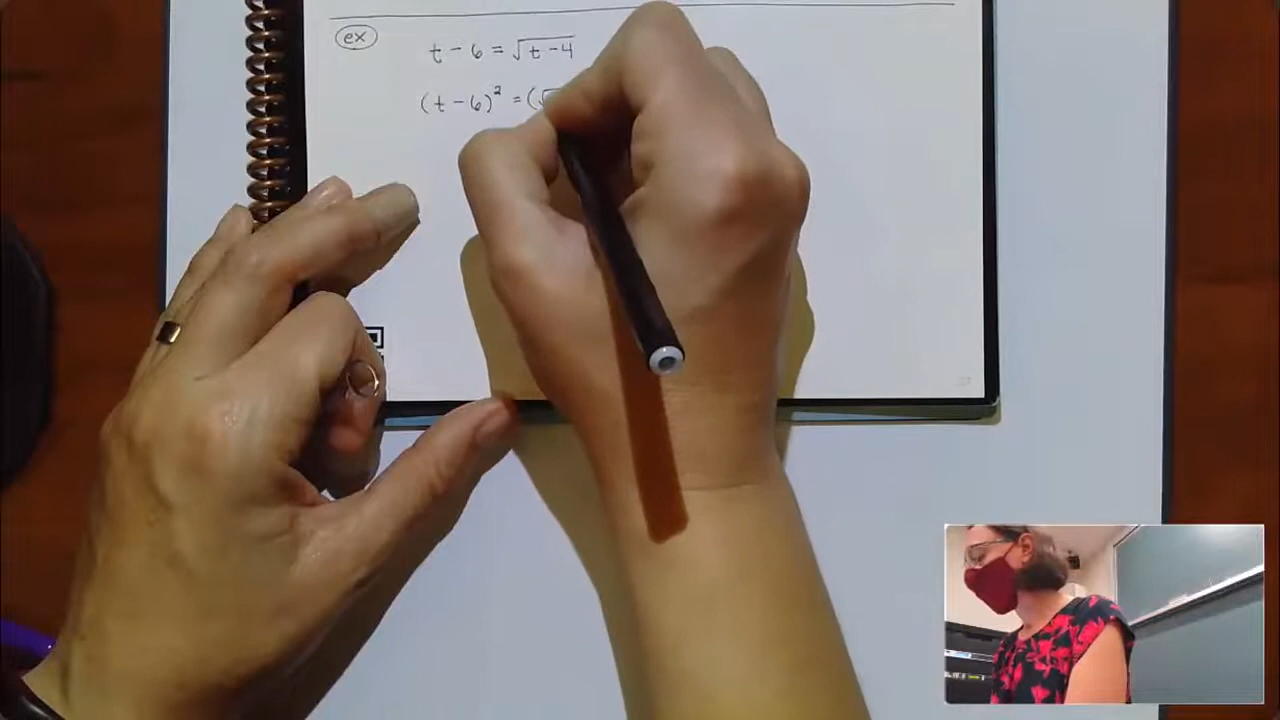 ex
t - 6 = √t - 4
(t - 6)² = (√